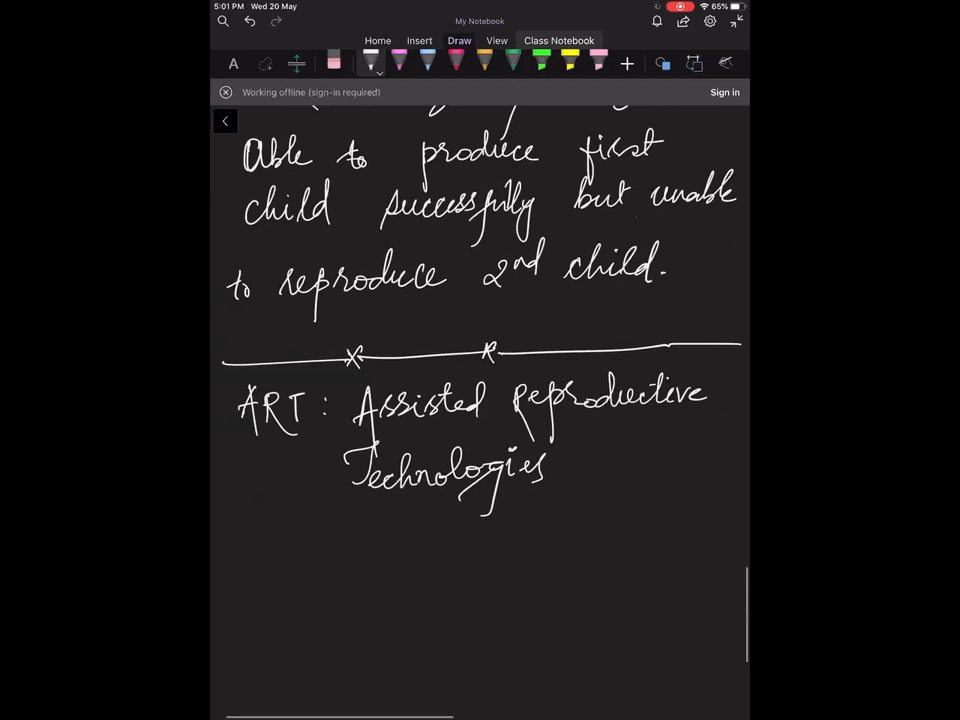 5:01 PM Wed 20 May
65%
My Notebook
Home Insert Draw View Class Notebook
A
Working offline (sign-in required)
Sign in
Able to produce first
child successfully but unable
to reproduce 2nd child.
ART : Assisted Reproductive
Technologies